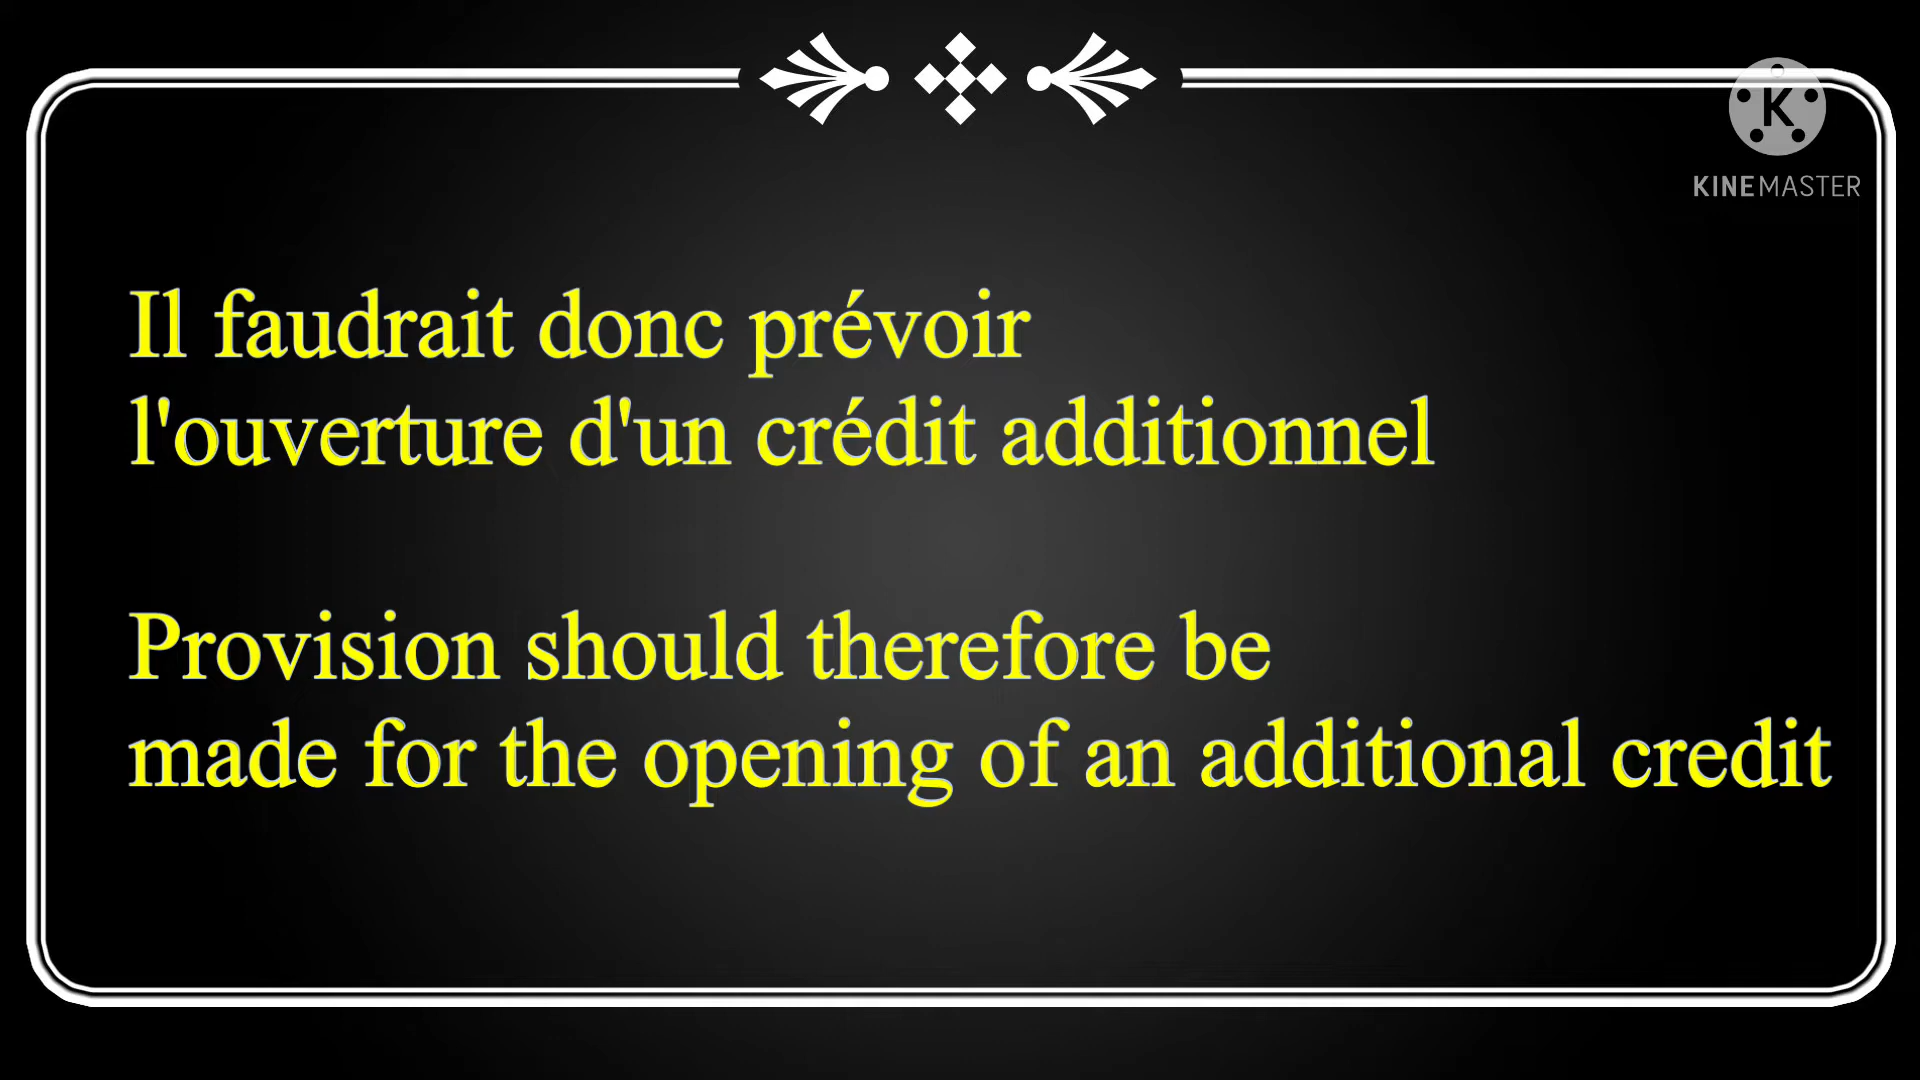 KINEMASTER
Il faudrait donc prévoir
l'ouverture d'un crédit additionnel
Provision should therefore be
made for the opening of an additional credit